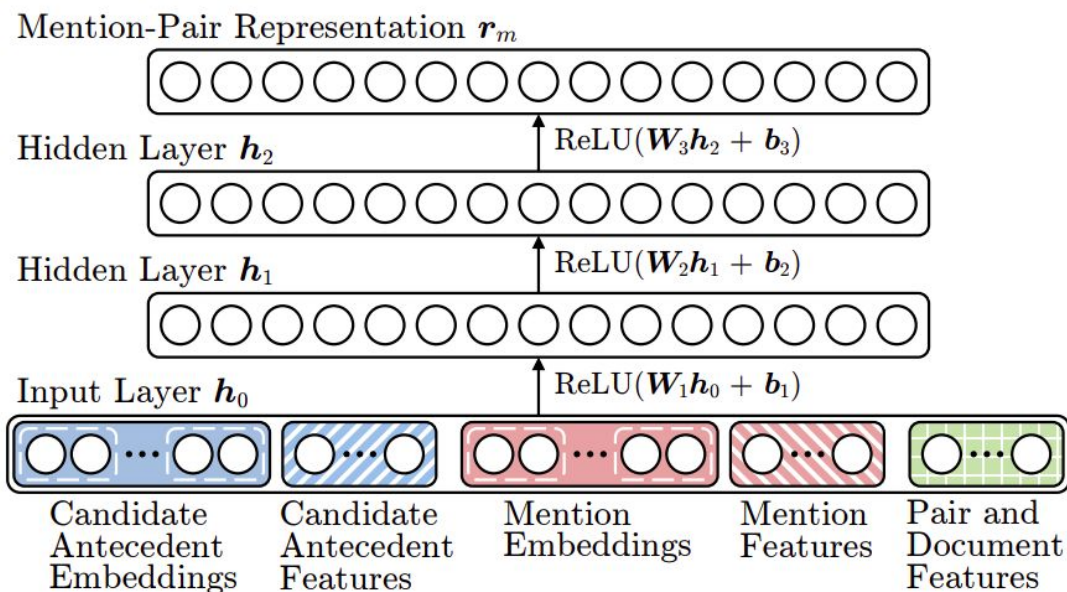 Mention-Pair Representation r_m
ReLU(W_3h_2 + b_3)
Hidden Layer h_2
ReLU(W_2h_1 + b_2)
Hidden Layer h_1
ReLU(W_1h_0 + b_1)
Input Layer h_0
Candidate Antecedent Embeddings
Candidate Antecedent Features
Mention Embeddings
Mention Features
Pair and Document Features